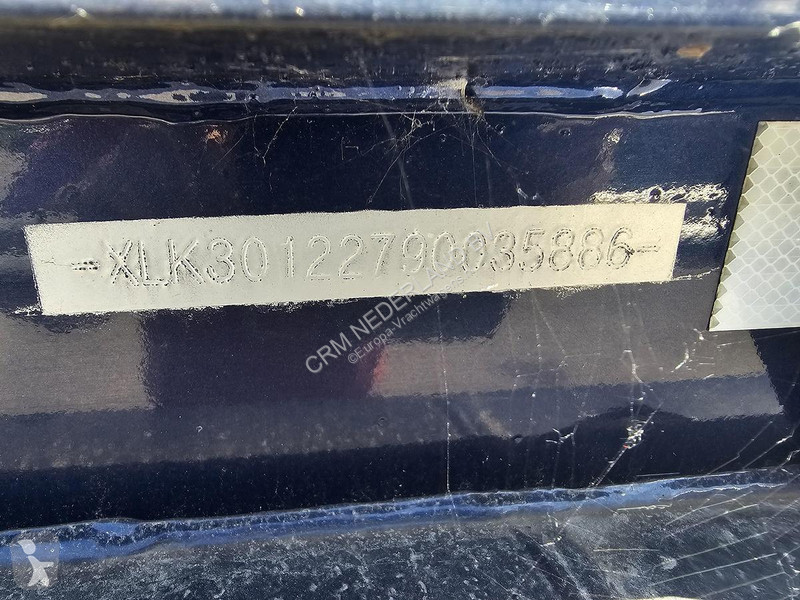 -XLK30122790035886-
CRM NEDER
©Europa-Vrachtwa